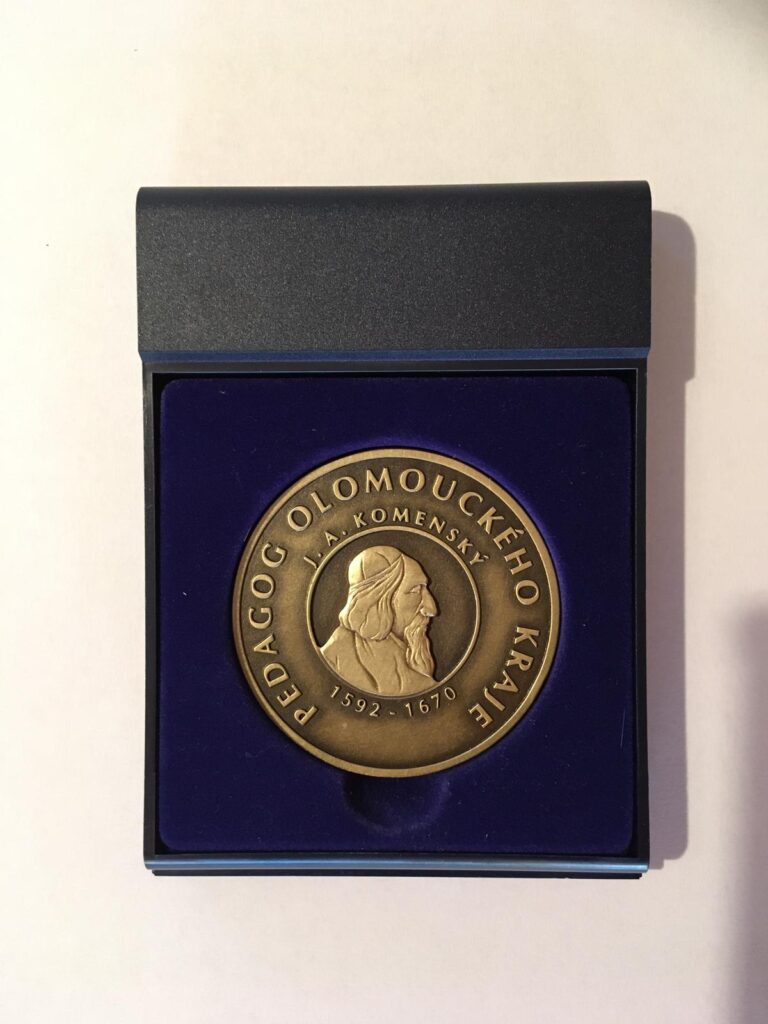 PEDAGOG OLOMOUCKÉHO KRAJE
J. A. KOMENSKÝ
1592 - 1670